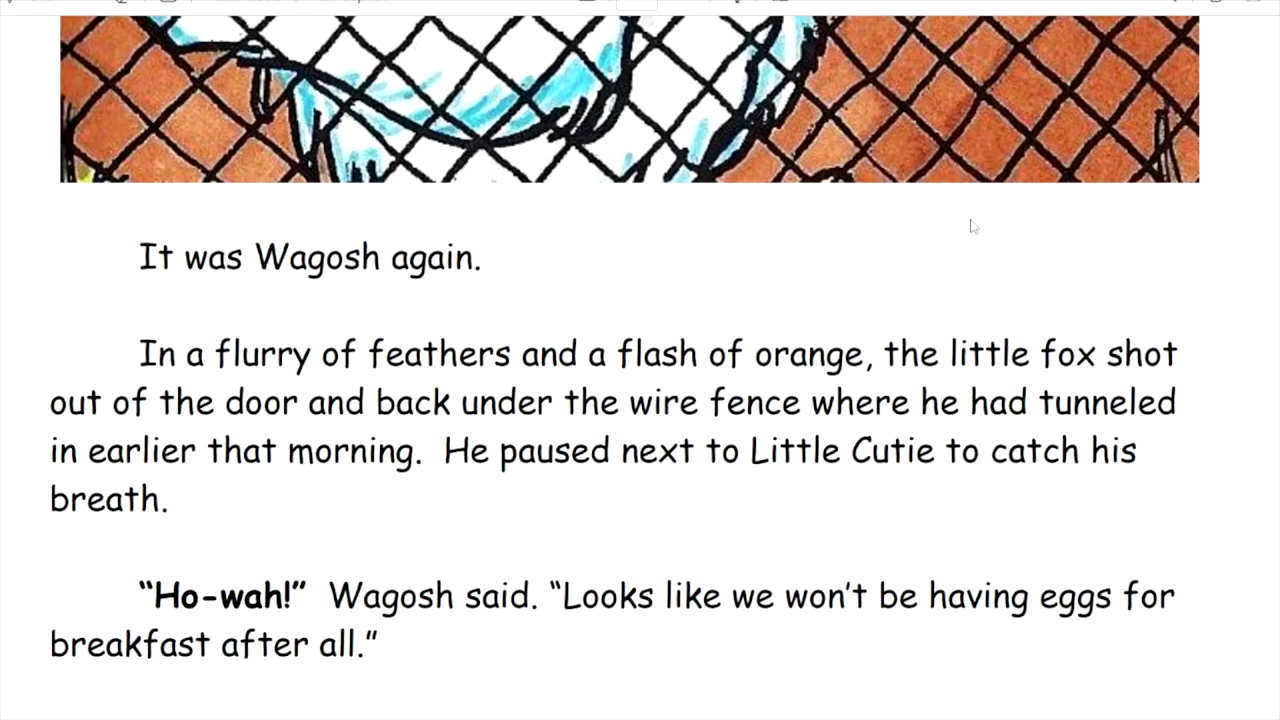 It was Wagosh again.
In a flurry of feathers and a flash of orange, the little fox shot
out of the door and back under the wire fence where he had tunneled
in earlier that morning.  He paused next to Little Cutie to catch his
breath.
“Ho-wah!”  Wagosh said. “Looks like we won’t be having eggs for
breakfast after all.”